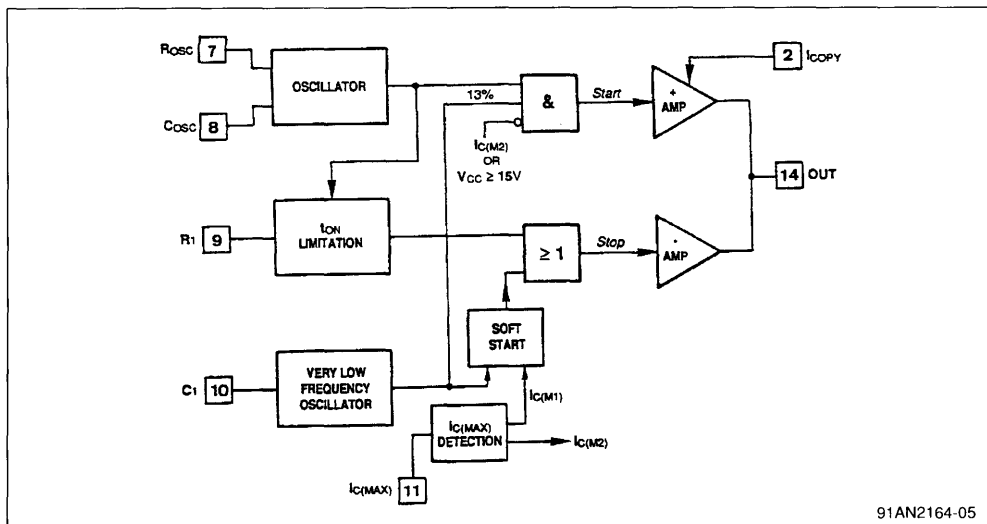 ROSC 7
OSCILLATOR
COSC 8
13%
&
Start
+
AMP
2 ICOPY
IC(M2)
OR
VCC ≥ 15V
14 OUT
R1 9
tON
LIMITATION
≥ 1
Stop
-
AMP
SOFT
START
C1 10
VERY LOW
FREQUENCY
OSCILLATOR
IC(M1)
IC(MAX)
DETECTION
IC(M2)
IC(MAX) 11
91AN2164-05